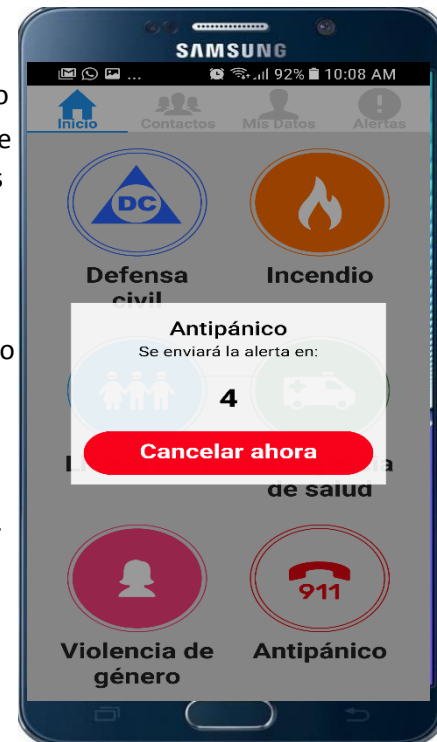 SAMSUNG
... 92% 10:08 AM
Inicio Contactos Mis Datos Alertas
DC
Defensa civil
Incendio
Antipánico
Se enviará la alerta en:
4
Cancelar ahora
de salud
911
Violencia de
género
Antipánico